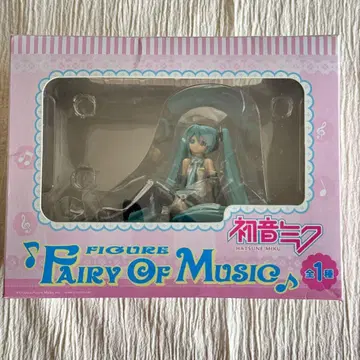 初音ミク
HATSUNE MIKU
FIGURE
FAIRY OF MUSIC
全1種